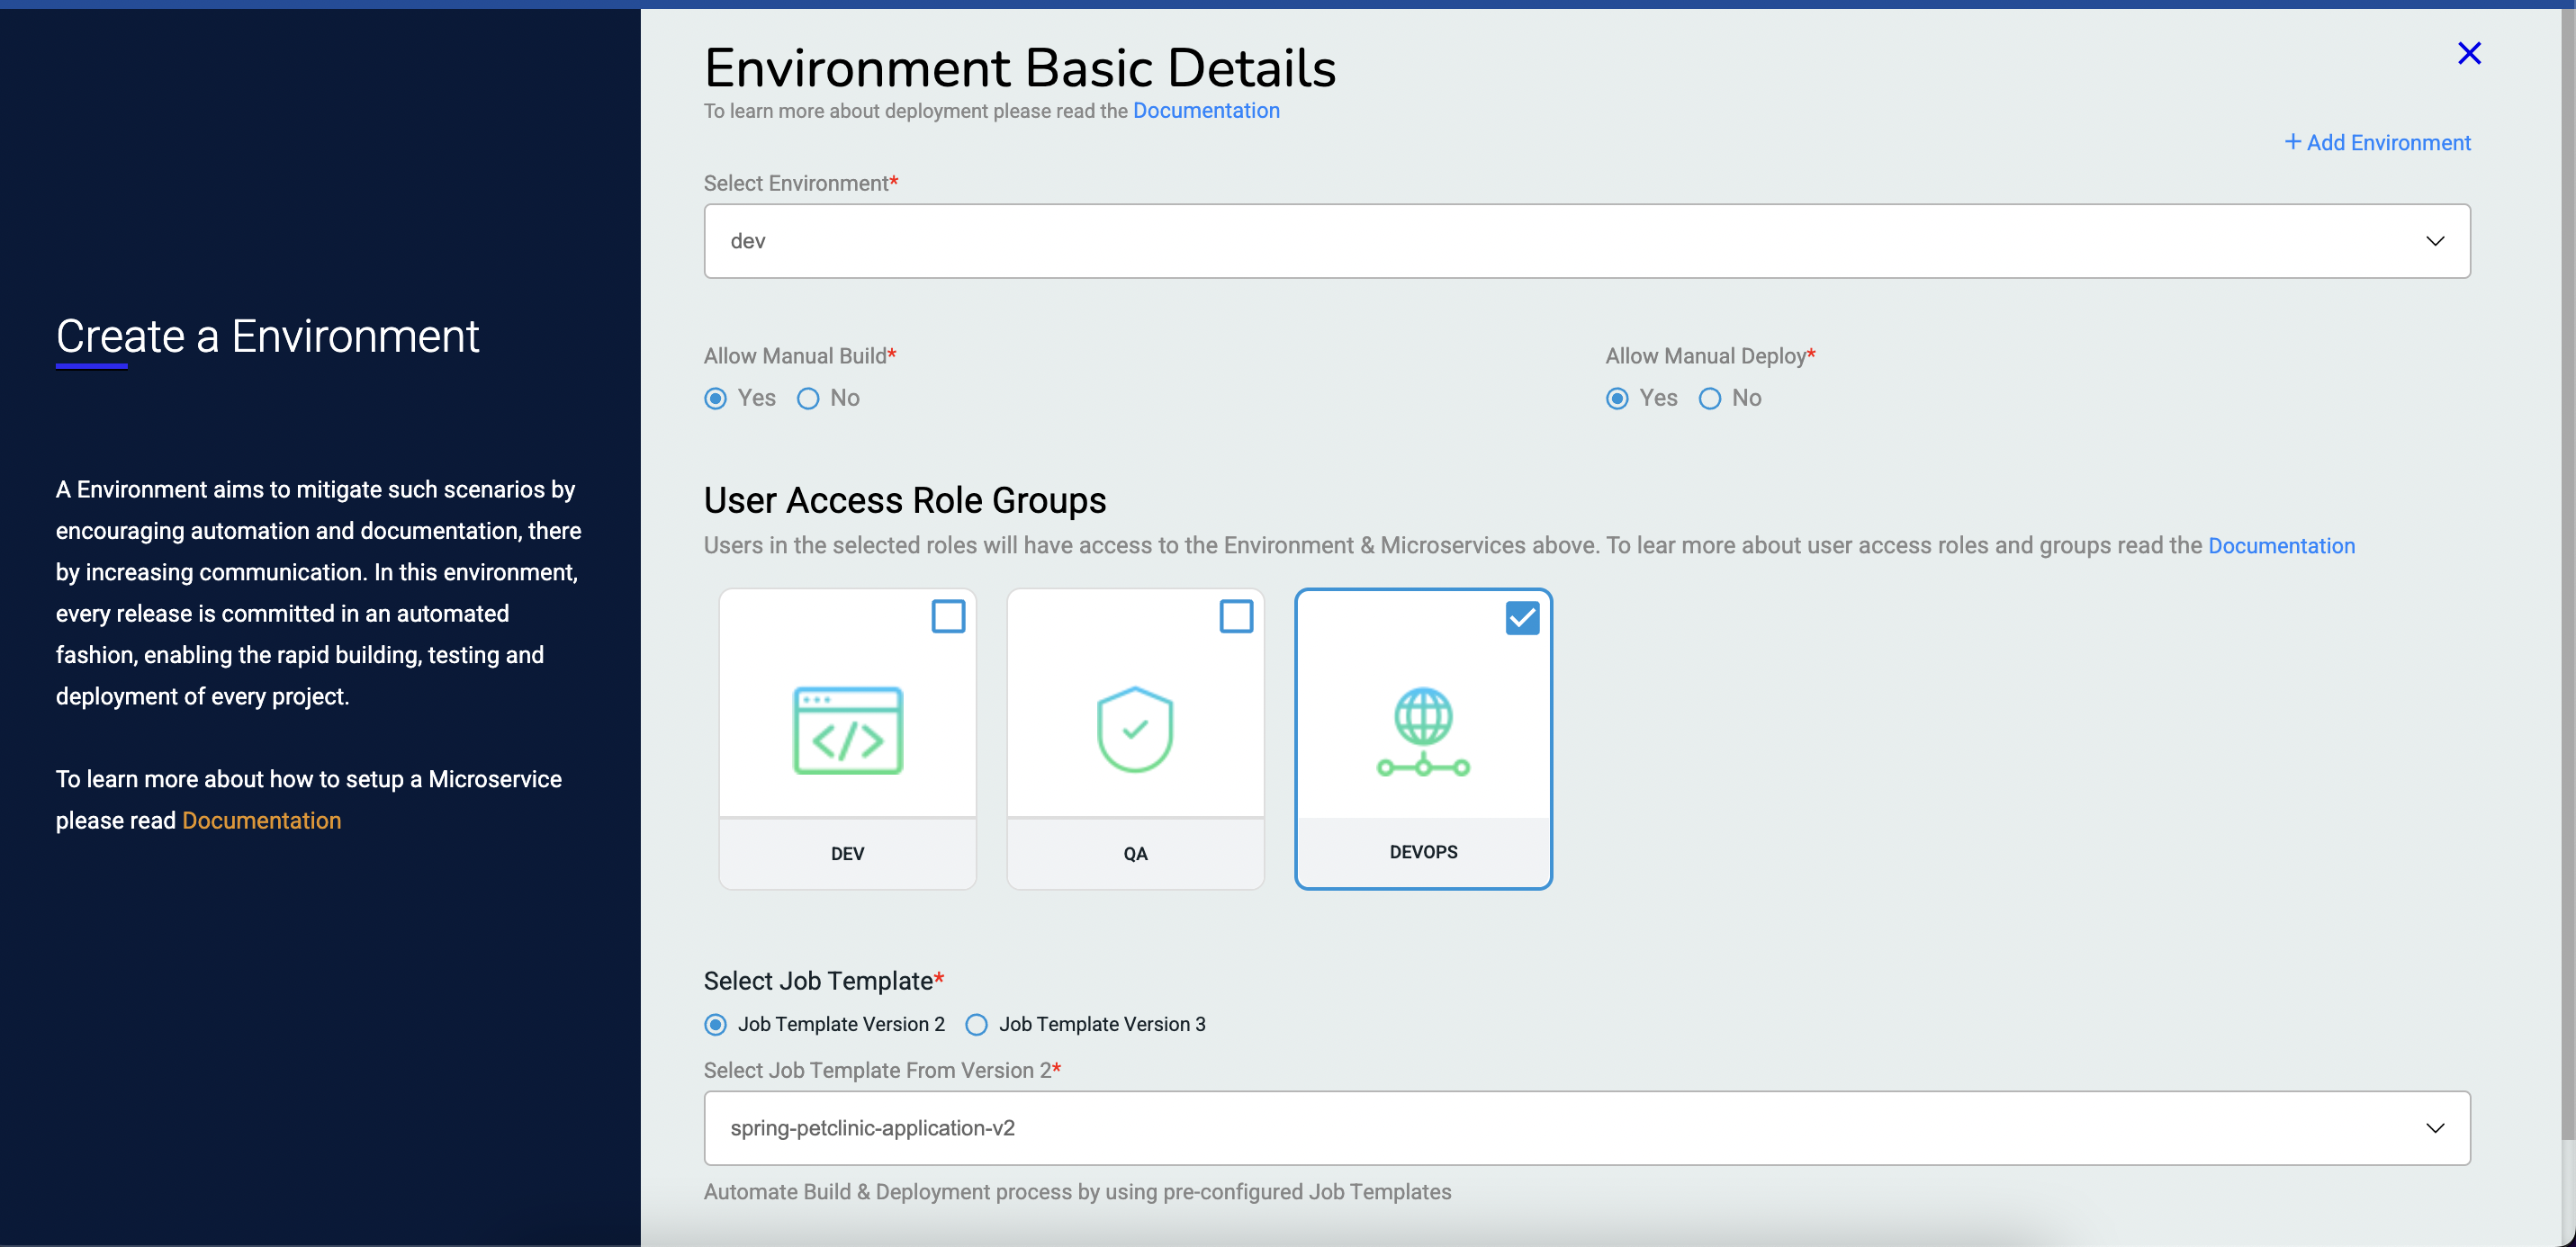 Create a Environment
A Environment aims to mitigate such scenarios by
encouraging automation and documentation, there
by increasing communication. In this environment,
every release is committed in an automated
fashion, enabling the rapid building, testing and
deployment of every project.
To learn more about how to setup a Microservice
please read Documentation
Environment Basic Details
To learn more about deployment please read the Documentation
+ Add Environment
Select Environment*
dev
Allow Manual Build*
Yes No
Allow Manual Deploy*
Yes No
User Access Role Groups
Users in the selected roles will have access to the Environment & Microservices above. To lear more about user access roles and groups read the Documentation
DEV
QA
DEVOPS
Select Job Template*
Job Template Version 2 Job Template Version 3
Select Job Template From Version 2*
spring-petclinic-application-v2
Automate Build & Deployment process by using pre-configured Job Templates